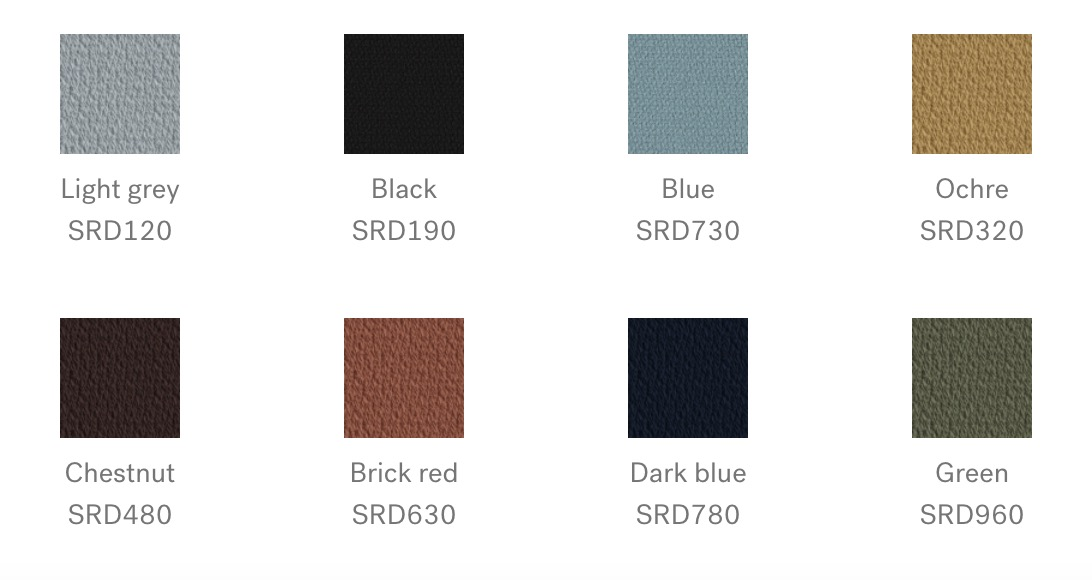 Light grey
SRD120
Black
SRD190
Blue
SRD730
Ochre
SRD320
Chestnut
SRD480
Brick red
SRD630
Dark blue
SRD780
Green
SRD960